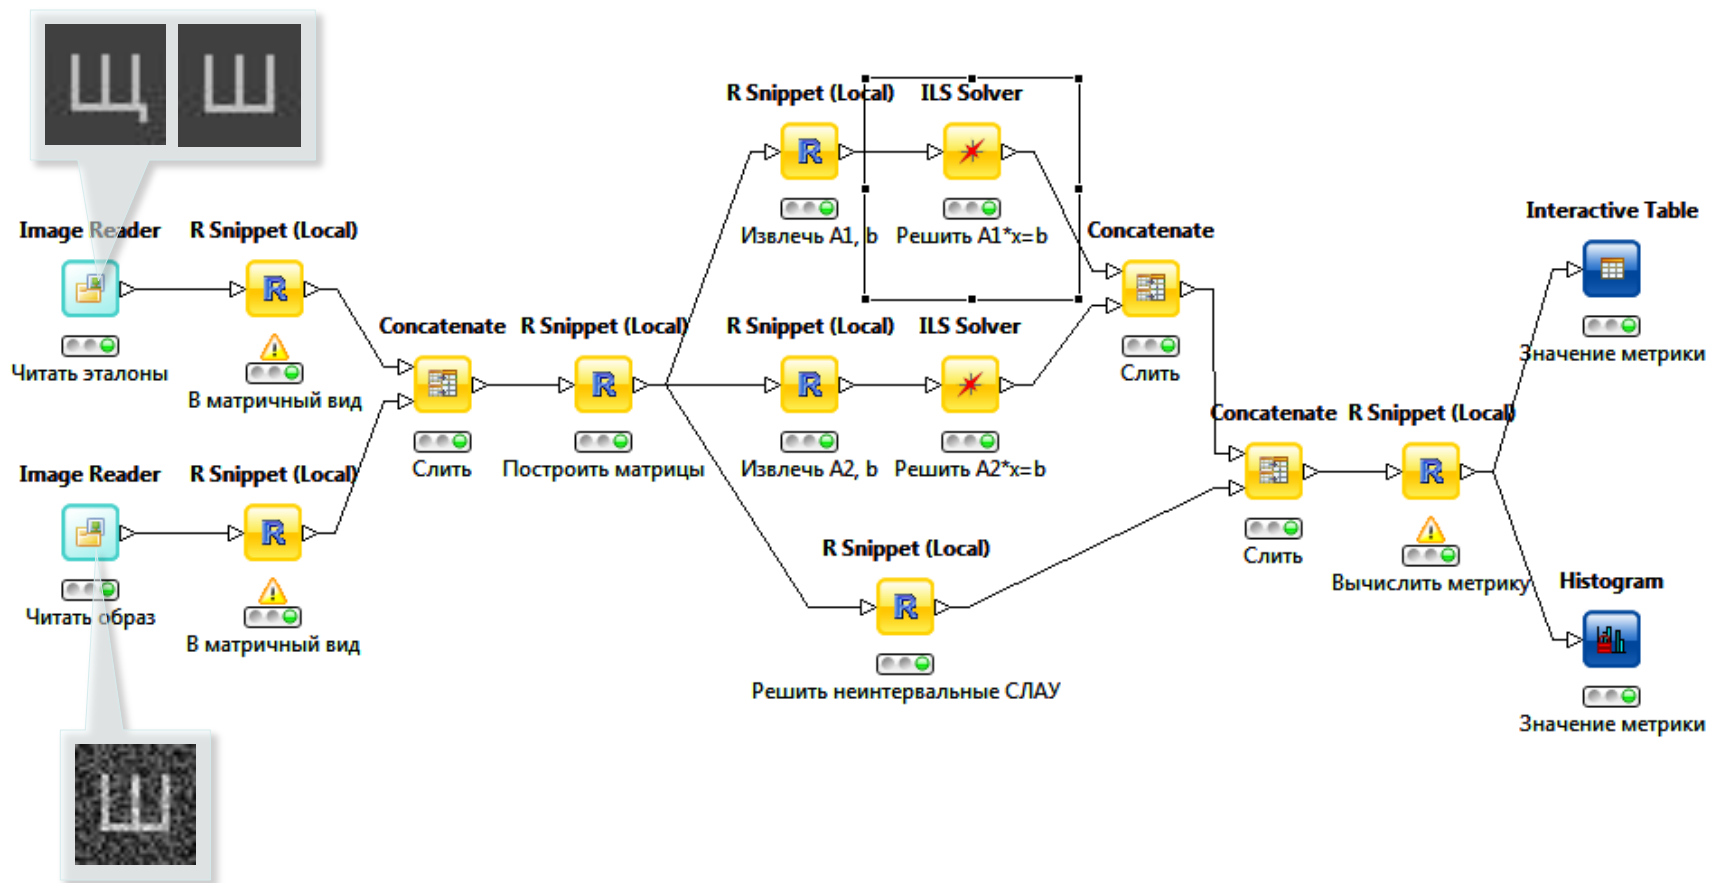 Щ Ш
Image Reader
Читать эталоны
R Snippet (Local)
В матричный вид
Image Reader
Читать образ
R Snippet (Local)
В матричный вид
Ш
Concatenate
Слить
R Snippet (Local)
Построить матрицы
R Snippet (Local)
Извлечь A1, b
ILS Solver
Решить A1*x=b
R Snippet (Local)
Извлечь A2, b
ILS Solver
Решить A2*x=b
R Snippet (Local)
Решить неинтервальные СЛАУ
Concatenate
Слить
Concatenate
Слить
R Snippet (Local)
Вычислить метрику
Interactive Table
Значение метрики
Histogram
Значение метрики